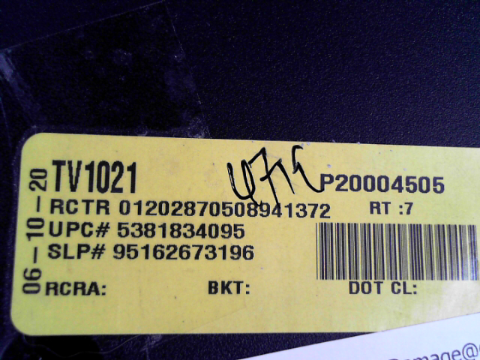 06-10-20
TV1021 P20004505
RCTR 01202870508941372 RT :7
UPC# 5381834095
SLP# 95162673196
RCRA: BKT: DOT CL: